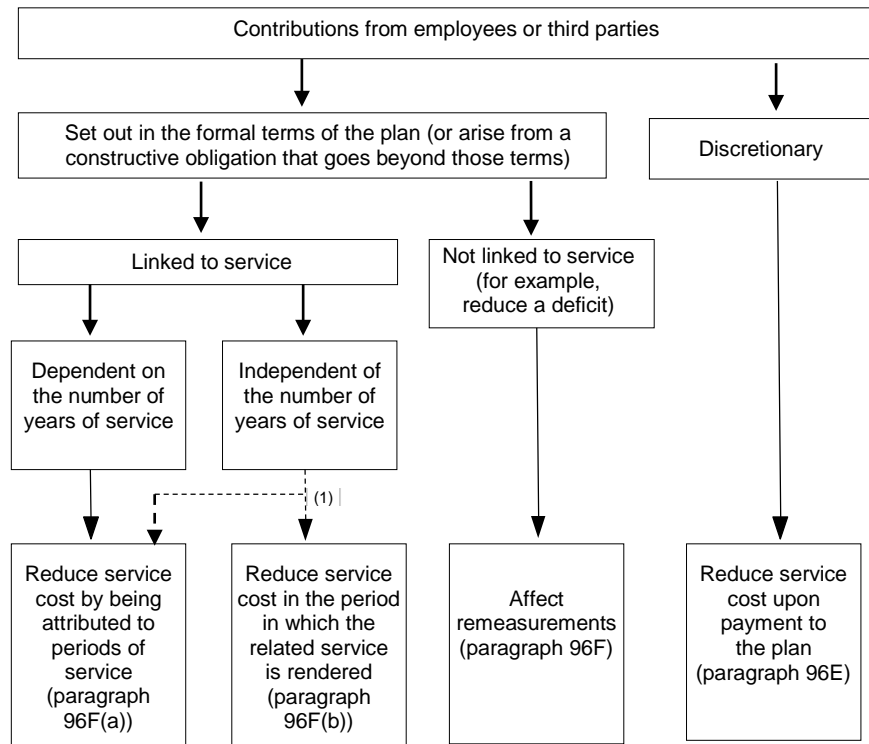 Contributions from employees or third parties
Set out in the formal terms of the plan (or arise from a
constructive obligation that goes beyond those terms)
Discretionary
Linked to service
Not linked to service
(for example,
reduce a deficit)
Dependent on
the number of
years of service
Independent of
the number of
years of service
(1)
Reduce service
cost by being
attributed to
periods of
service
(paragraph
96F(a))
Reduce service
cost in the period
in which the
related service
is rendered
(paragraph
96F(b))
Affect
remeasurements
(paragraph 96F)
Reduce service
cost upon
payment to
the plan
(paragraph 96E)